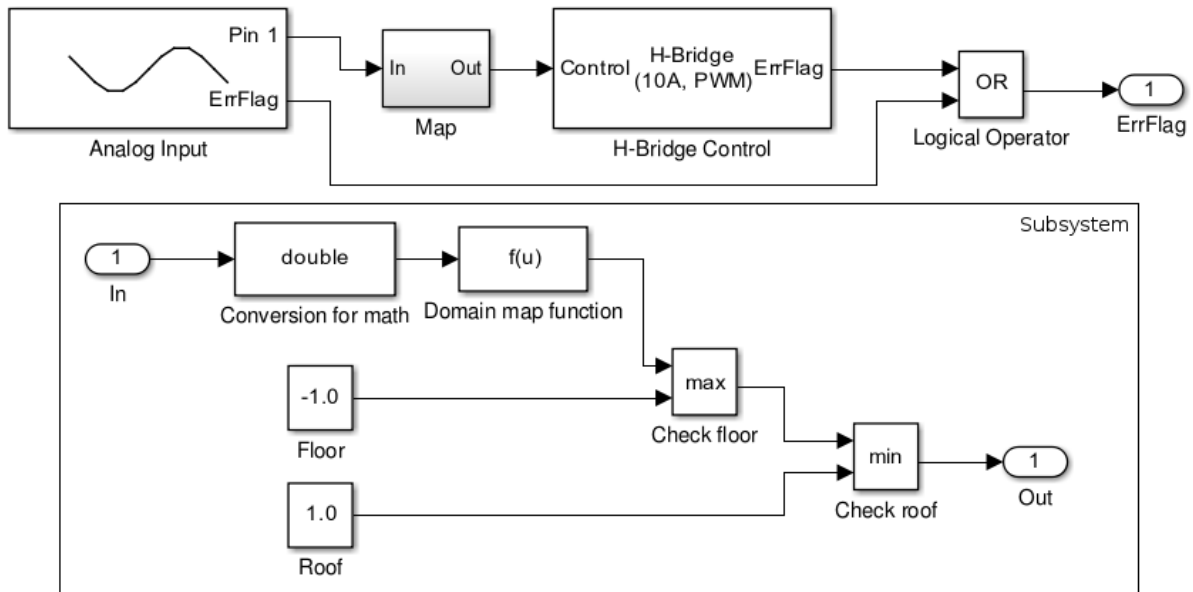 Pin 1
ErrFlag
Analog Input
In Out
Map
Control
H-Bridge
(10A, PWM)
ErrFlag
H-Bridge Control
OR
Logical Operator
1
ErrFlag
Subsystem
1
In
double
Conversion for math
f(u)
Domain map function
-1.0
Floor
max
Check floor
1.0
Roof
min
Check roof
1
Out